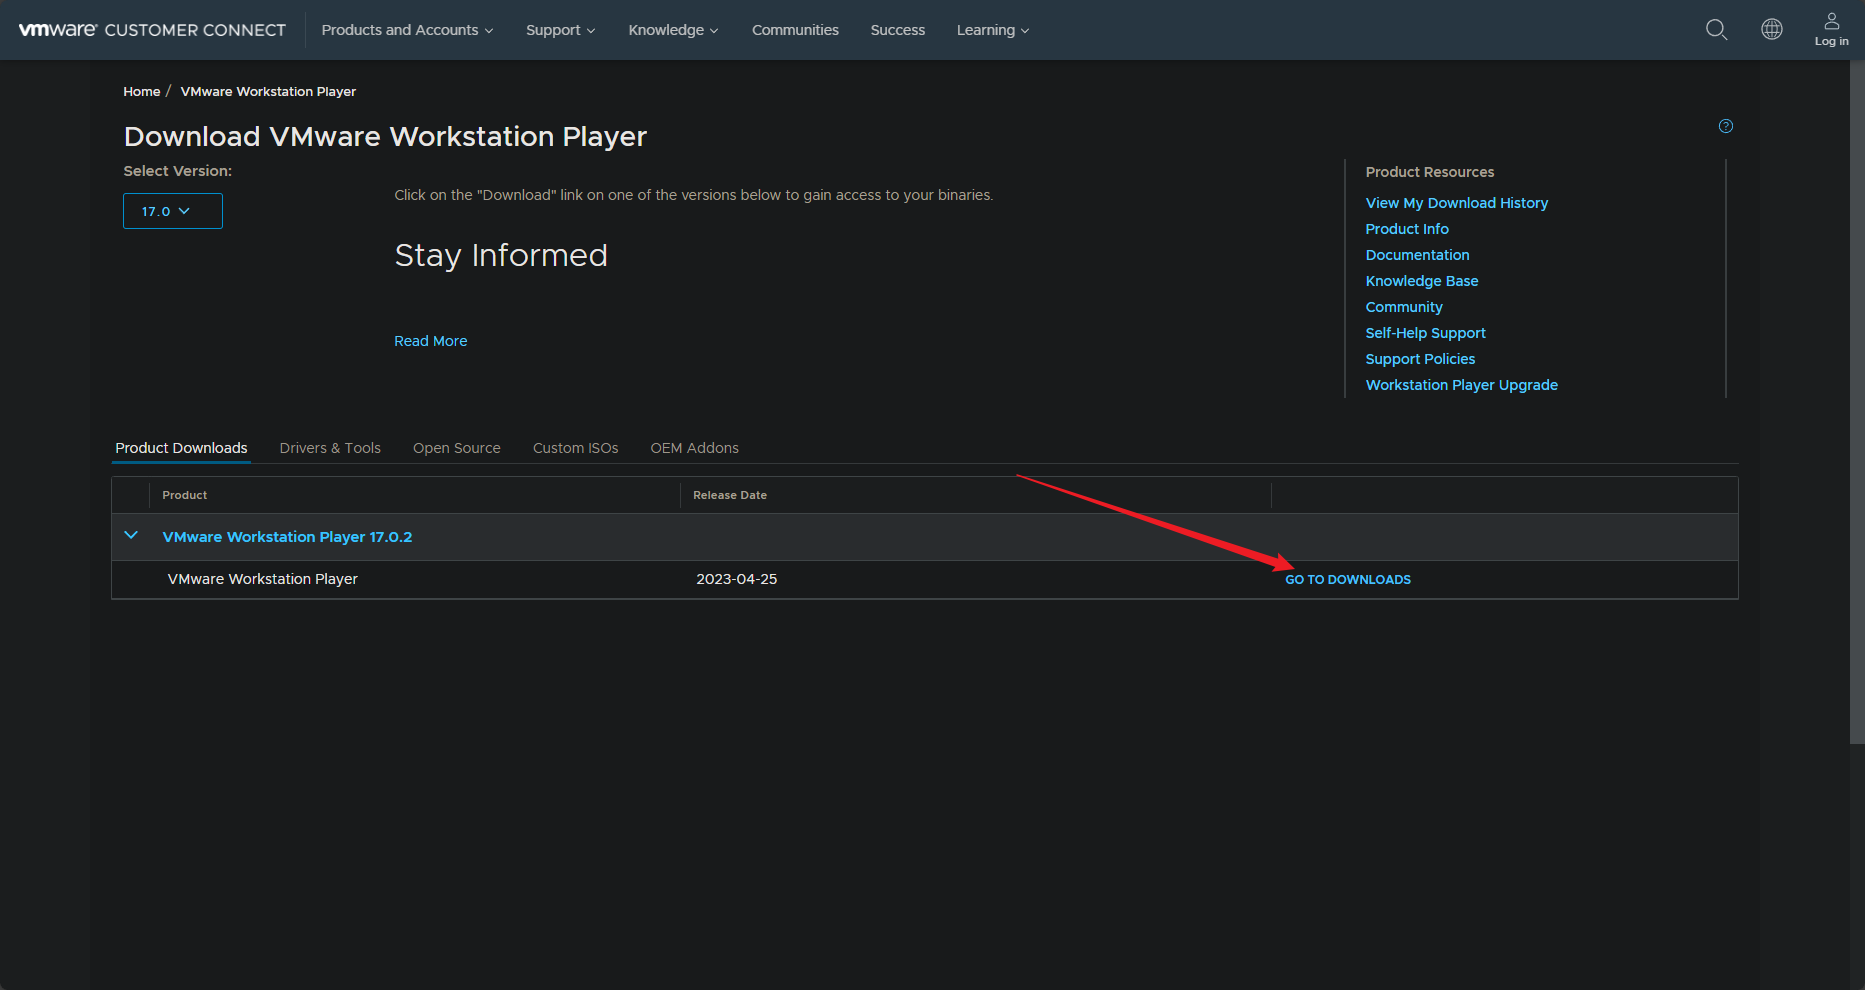 vmware® CUSTOMER CONNECT Products and Accounts Support Knowledge Communities Success Learning Log in
Home / VMware Workstation Player
Download VMware Workstation Player
Select Version:
17.0
Click on the "Download" link on one of the versions below to gain access to your binaries.
Stay Informed
Read More
Product Resources
View My Download History
Product Info
Documentation
Knowledge Base
Community
Self-Help Support
Support Policies
Workstation Player Upgrade
Product Downloads Drivers & Tools Open Source Custom ISOs OEM Addons
Product Release Date
VMware Workstation Player 17.0.2
VMware Workstation Player 2023-04-25 GO TO DOWNLOADS